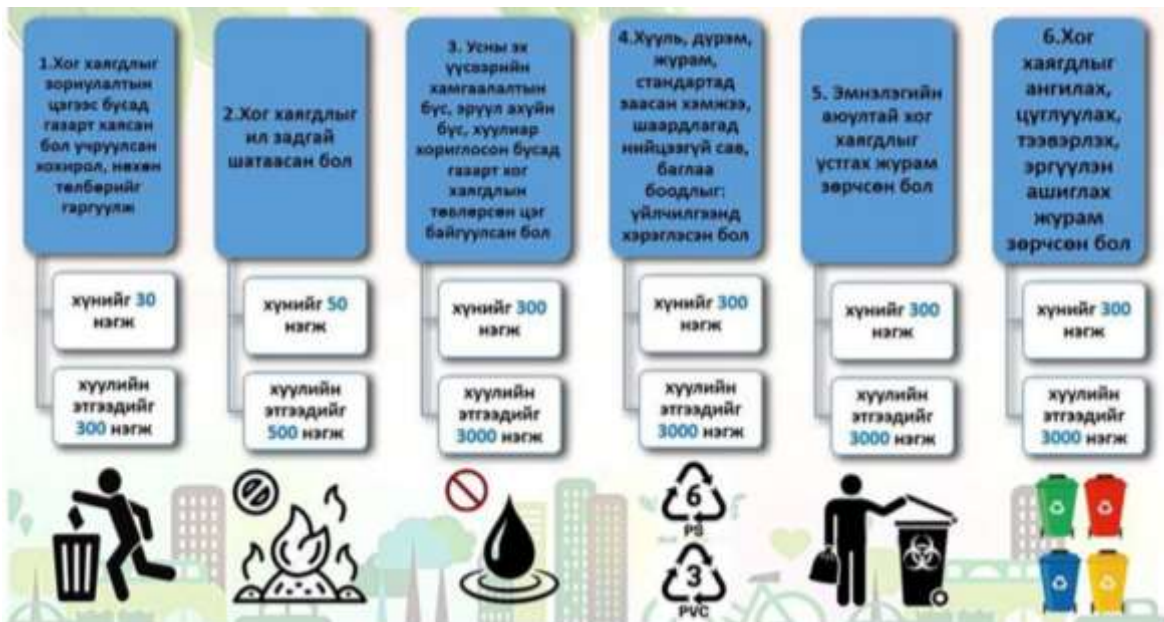 1.Хог хаягдлыг
зориулалтын
цэгээс бусад
газарт хаясан
бол учруулсан
хохирол, нөхөн
төлбөрийг
гаргуулж
хүнийг 30
нэгж
хуулийн
этгээдийг
300 нэгж
2.Хог хаягдлыг
ил задгай
шатаасан бол
хүнийг 50
нэгж
хуулийн
этгээдийг
500 нэгж
3. Усны эх
үүсвэрийн
хамгаалалтын
бүс, эрүүл ахуйн
бүс, хуулиар
хориглосон бусад
газарт хог
хаягдлын
төвлөрсөн цэг
байгуулсан бол
хүнийг 300
нэгж
хуулийн
этгээдийг
3000 нэгж
4.Хууль, дүрэм,
журам,
стандартад
заасан хэмжээ,
шаардлагад
нийцээгүй сав,
баглаа
боодлыг:
үйлчилгээнд
хэрэглэсэн бол
хүнийг 300
нэгж
хуулийн
этгээдийг
3000 нэгж
6
PS
3
PVC
5. Эмнэлэгийн
аюултай хог
хаягдлыг
устгах журам
зөрчсөн бол
хүнийг 300
нэгж
хуулийн
этгээдийг
3000 нэгж
6.Хог
хаягдлыг
ангилах,
цуглуулах,
тээвэрлэх,
эргүүлэн
ашиглах
журам
зөрчсөн бол
хүнийг 300
нэгж
хуулийн
этгээдийг
3000 нэгж